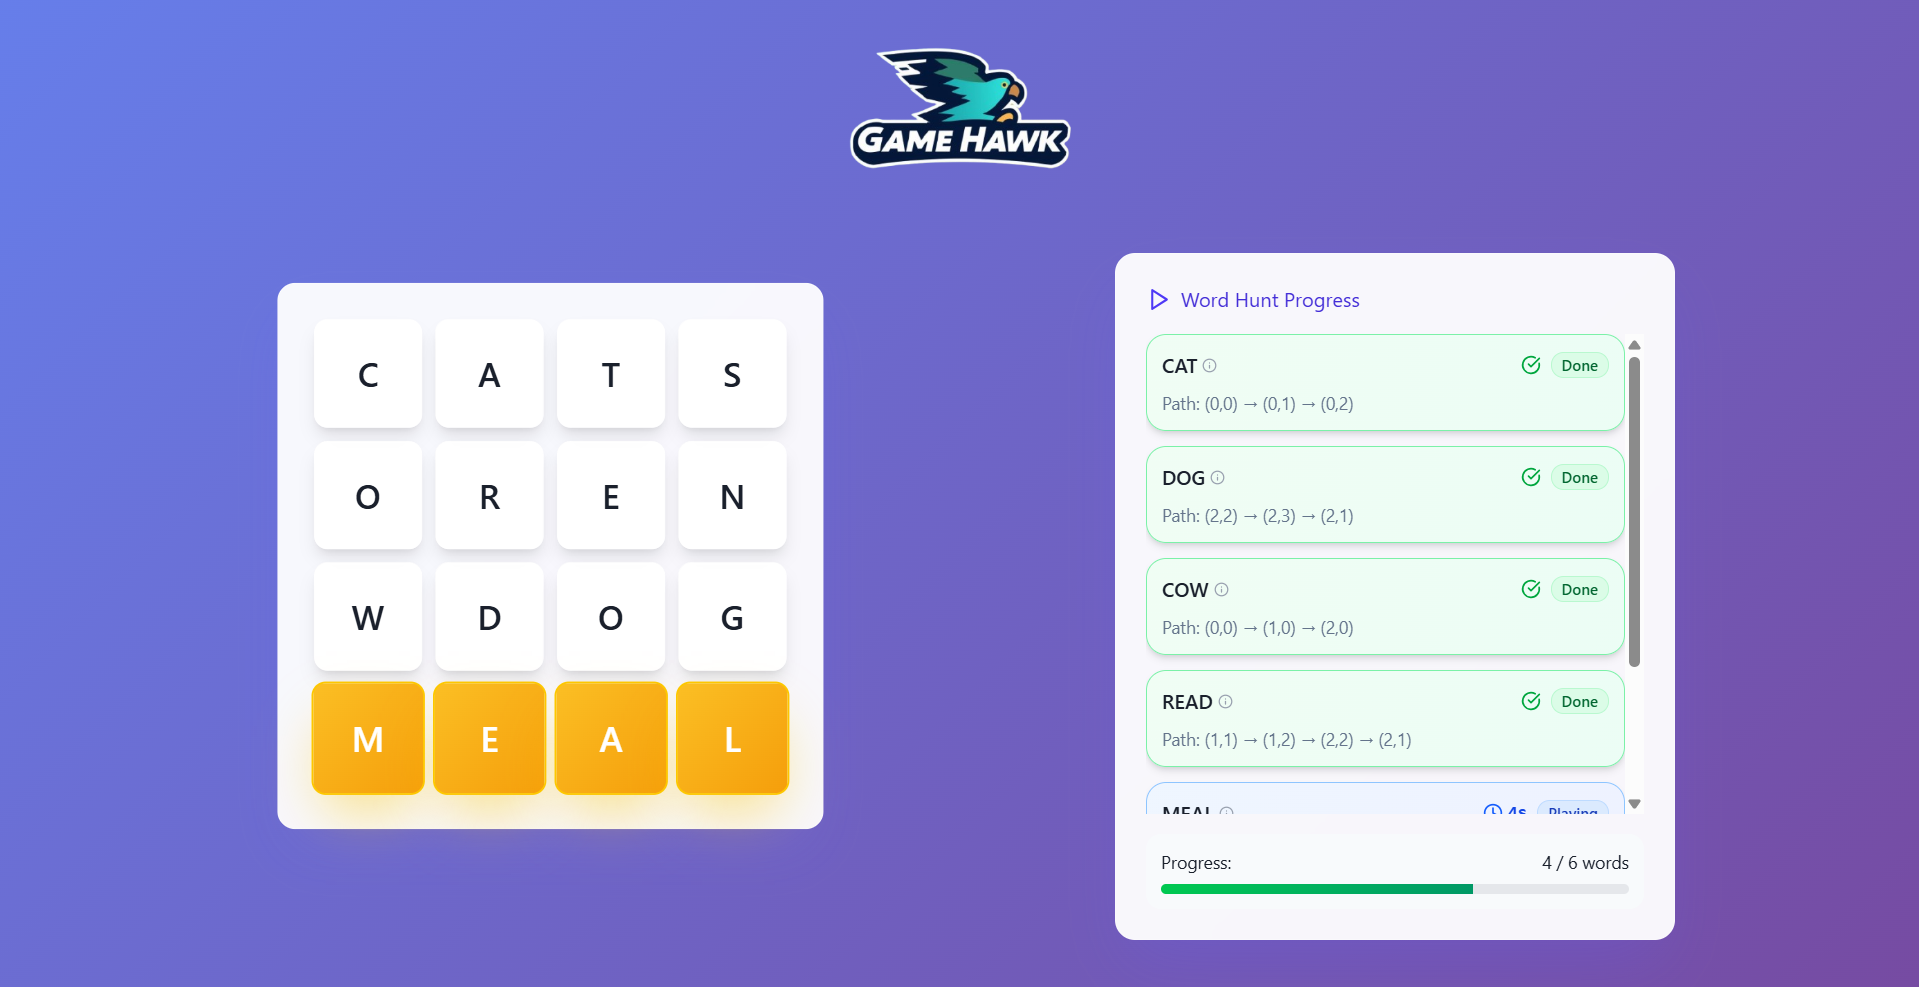 GAME HAWK
C A T S
O R E N
W D O G
M E A L
Word Hunt Progress
CAT Done
Path: (0,0) → (0,1) → (0,2)
DOG Done
Path: (2,2) → (2,3) → (2,1)
COW Done
Path: (0,0) → (1,0) → (2,0)
READ Done
Path: (1,1) → (1,2) → (2,2) → (2,1)
MEAL 4s Playing
Progress: 4 / 6 words